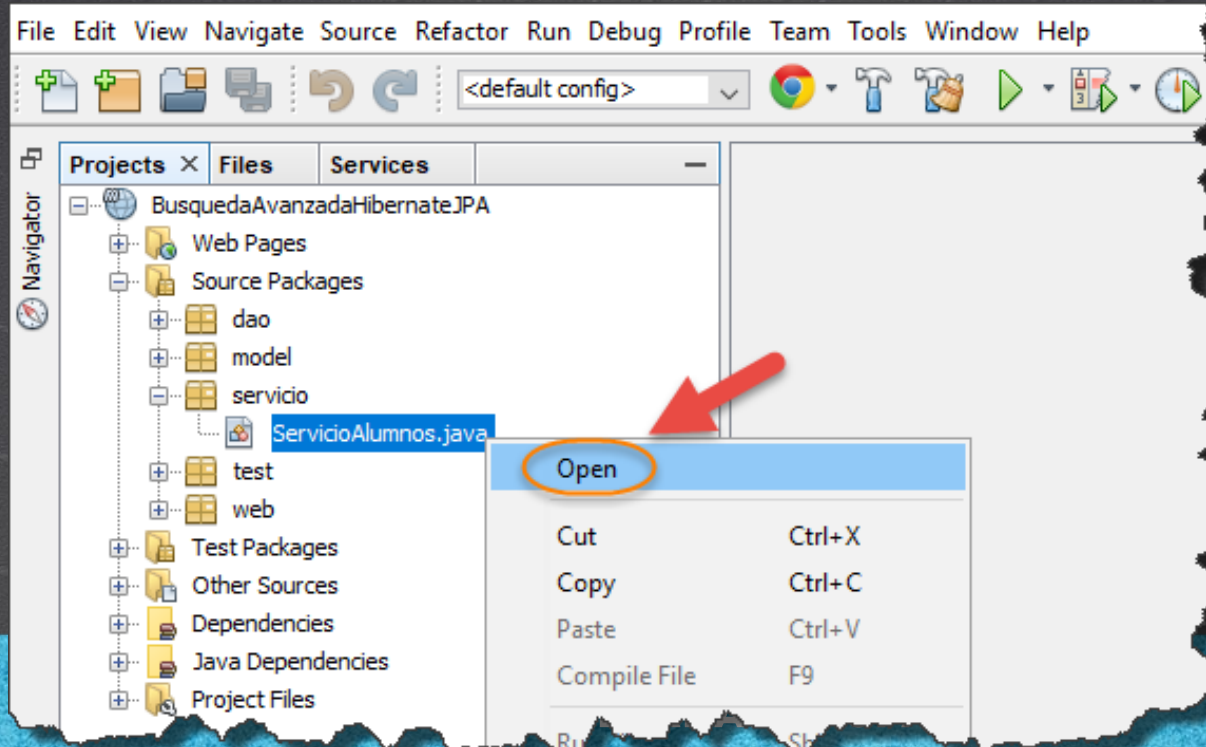 File Edit View Navigate Source Refactor Run Debug Profile Team Tools Window Help
<default config>
Projects Files Services
Navigator
BusquedaAvanzadaHibernateJPA
Web Pages
Source Packages
dao
model
servicio
ServicioAlumnos.java
test
web
Test Packages
Other Sources
Dependencies
Java Dependencies
Project Files
Open
Cut Ctrl+X
Copy Ctrl+C
Paste Ctrl+V
Compile File F9